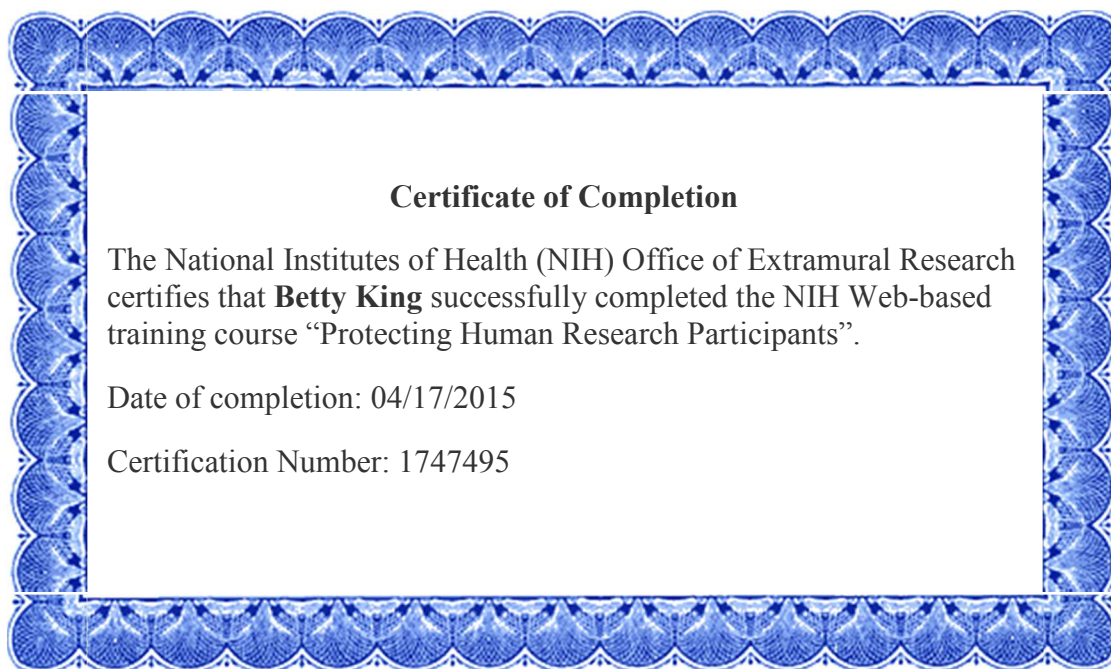 Certificate of Completion
The National Institutes of Health (NIH) Office of Extramural Research
certifies that Betty King successfully completed the NIH Web-based
training course “Protecting Human Research Participants”.
Date of completion: 04/17/2015
Certification Number: 1747495